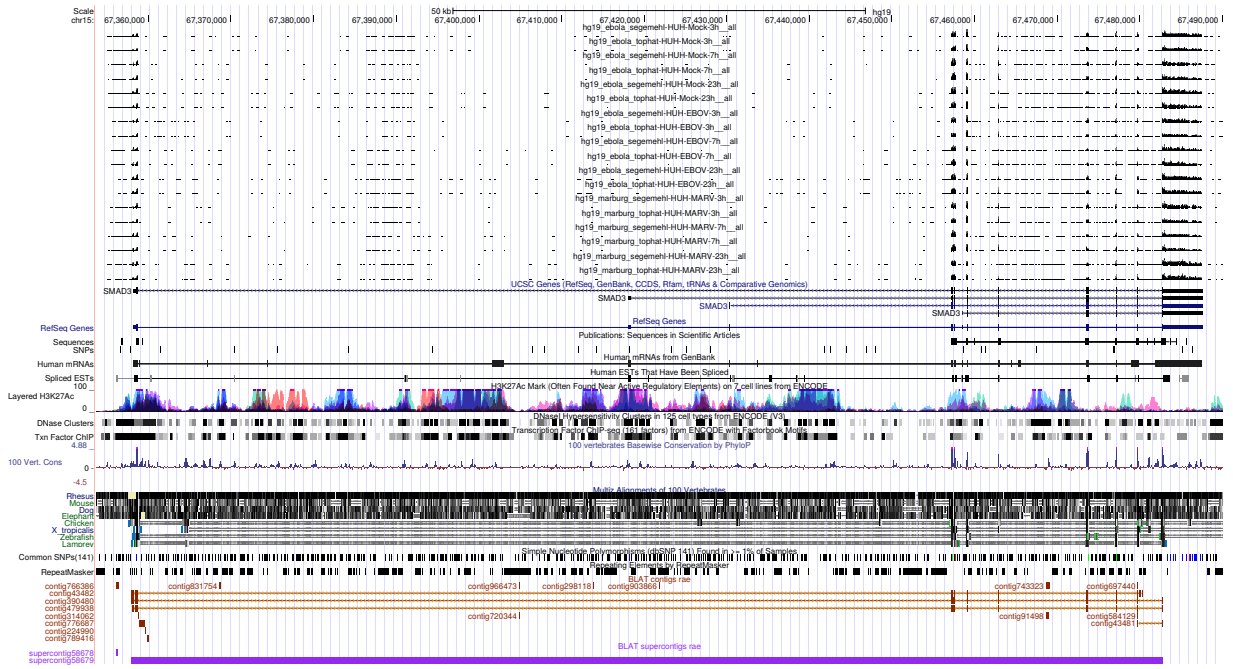 Scale 50 kb hg19
chr15: 67,360,000 67,370,000 67,380,000 67,390,000 67,400,000 67,410,000 67,420,000 67,430,000 67,440,000 67,450,000 67,460,000 67,470,000 67,480,000 67,490,000
hg19_ebola_segemehl-HUH-Mock-3h__all
hg19_ebola_tophat-HUH-Mock-3h__all
hg19_ebola_segemehl-HUH-Mock-7h__all
hg19_ebola_tophat-HUH-Mock-7h__all
hg19_ebola_segemehl-HUH-Mock-23h__all
hg19_ebola_tophat-HUH-Mock-23h__all
hg19_ebola_segemehl-HUH-EBOV-3h__all
hg19_ebola_tophat-HUH-EBOV-3h__all
hg19_ebola_segemehl-HUH-EBOV-7h__all
hg19_ebola_tophat-HUH-EBOV-7h__all
hg19_ebola_segemehl-HUH-EBOV-23h__all
hg19_ebola_tophat-HUH-EBOV-23h__all
hg19_marburg_segemehl-HUH-MARV-3h__all
hg19_marburg_tophat-HUH-MARV-3h__all
hg19_marburg_segemehl-HUH-MARV-7h__all
hg19_marburg_tophat-HUH-MARV-7h__all
hg19_marburg_segemehl-HUH-MARV-23h__all
hg19_marburg_tophat-HUH-MARV-23h__all
UCSC Genes (RefSeq, GenBank, CCDS, Rfam, tRNAs & Comparative Genomics)
SMAD3
SMAD3
SMAD3
SMAD3
RefSeq Genes
RefSeq Genes
Publications: Sequences in Scientific Articles
Sequences
SNPs
Human mRNAs from GenBank
Human mRNAs
Human ESTs That Have Been Spliced
Spliced ESTs
H3K27Ac Mark (Often Found Near Active Regulatory Elements) on 7 cell lines from ENCODE
100 _
Layered H3K27Ac
0 _
DNaseI Hypersensitivity Clusters in 125 cell types from ENCODE (V3)
DNase Clusters
Transcription Factor ChIP-seq (161 factors) from ENCODE with Factorbook Motifs
Txn Factor ChIP
100 vertebrates Basewise Conservation by PhyloP
4.88 _
100 Vert. Cons
0 _
-4.5 _
Multiz Alignments of 100 Vertebrates
Rhesus
Mouse
Dog
Elephant
Chicken
X_tropicalis
Zebrafish
Lamprey
Simple Nucleotide Polymorphisms (dbSNP 141) Found in >= 1% of Samples
Common SNPs(141)
Repeating Elements by RepeatMasker
RepeatMasker
BLAT contigs rae
contig766386 contig831754 contig966473 contig298118 contig903866 contig743323 contig697440
contig43482
contig390480
contig479938
contig314062 contig720344 contig91498 contig584129
contig776687 contig43481
contig224990
contig789416
BLAT supercontigs rae
supercontig58678
supercontig58679